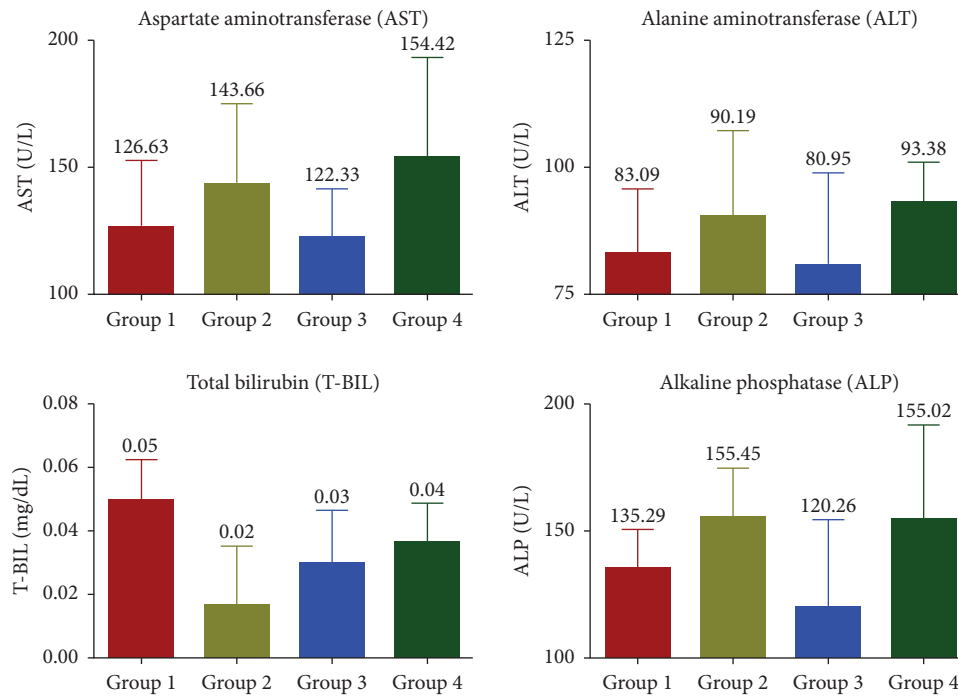 Aspartate aminotransferase (AST)
200
150
100
AST (U/L)
126.63
143.66
122.33
154.42
Group 1 Group 2 Group 3 Group 4
Alanine aminotransferase (ALT)
100
75
ALT (U/L)
83.09
90.19
80.95
93.38
Group 1 Group 2 Group 3
Total bilirubin (T-BIL)
0.08
0.06
0.04
0.02
0.00
T-BIL (mg/dL)
0.05
0.02
0.03
0.04
Group 1 Group 2 Group 3 Group 4
Alkaline phosphatase (ALP)
200
150
100
ALP (U/L)
135.29
155.45
120.26
155.02
Group 1 Group 2 Group 3 Group 4